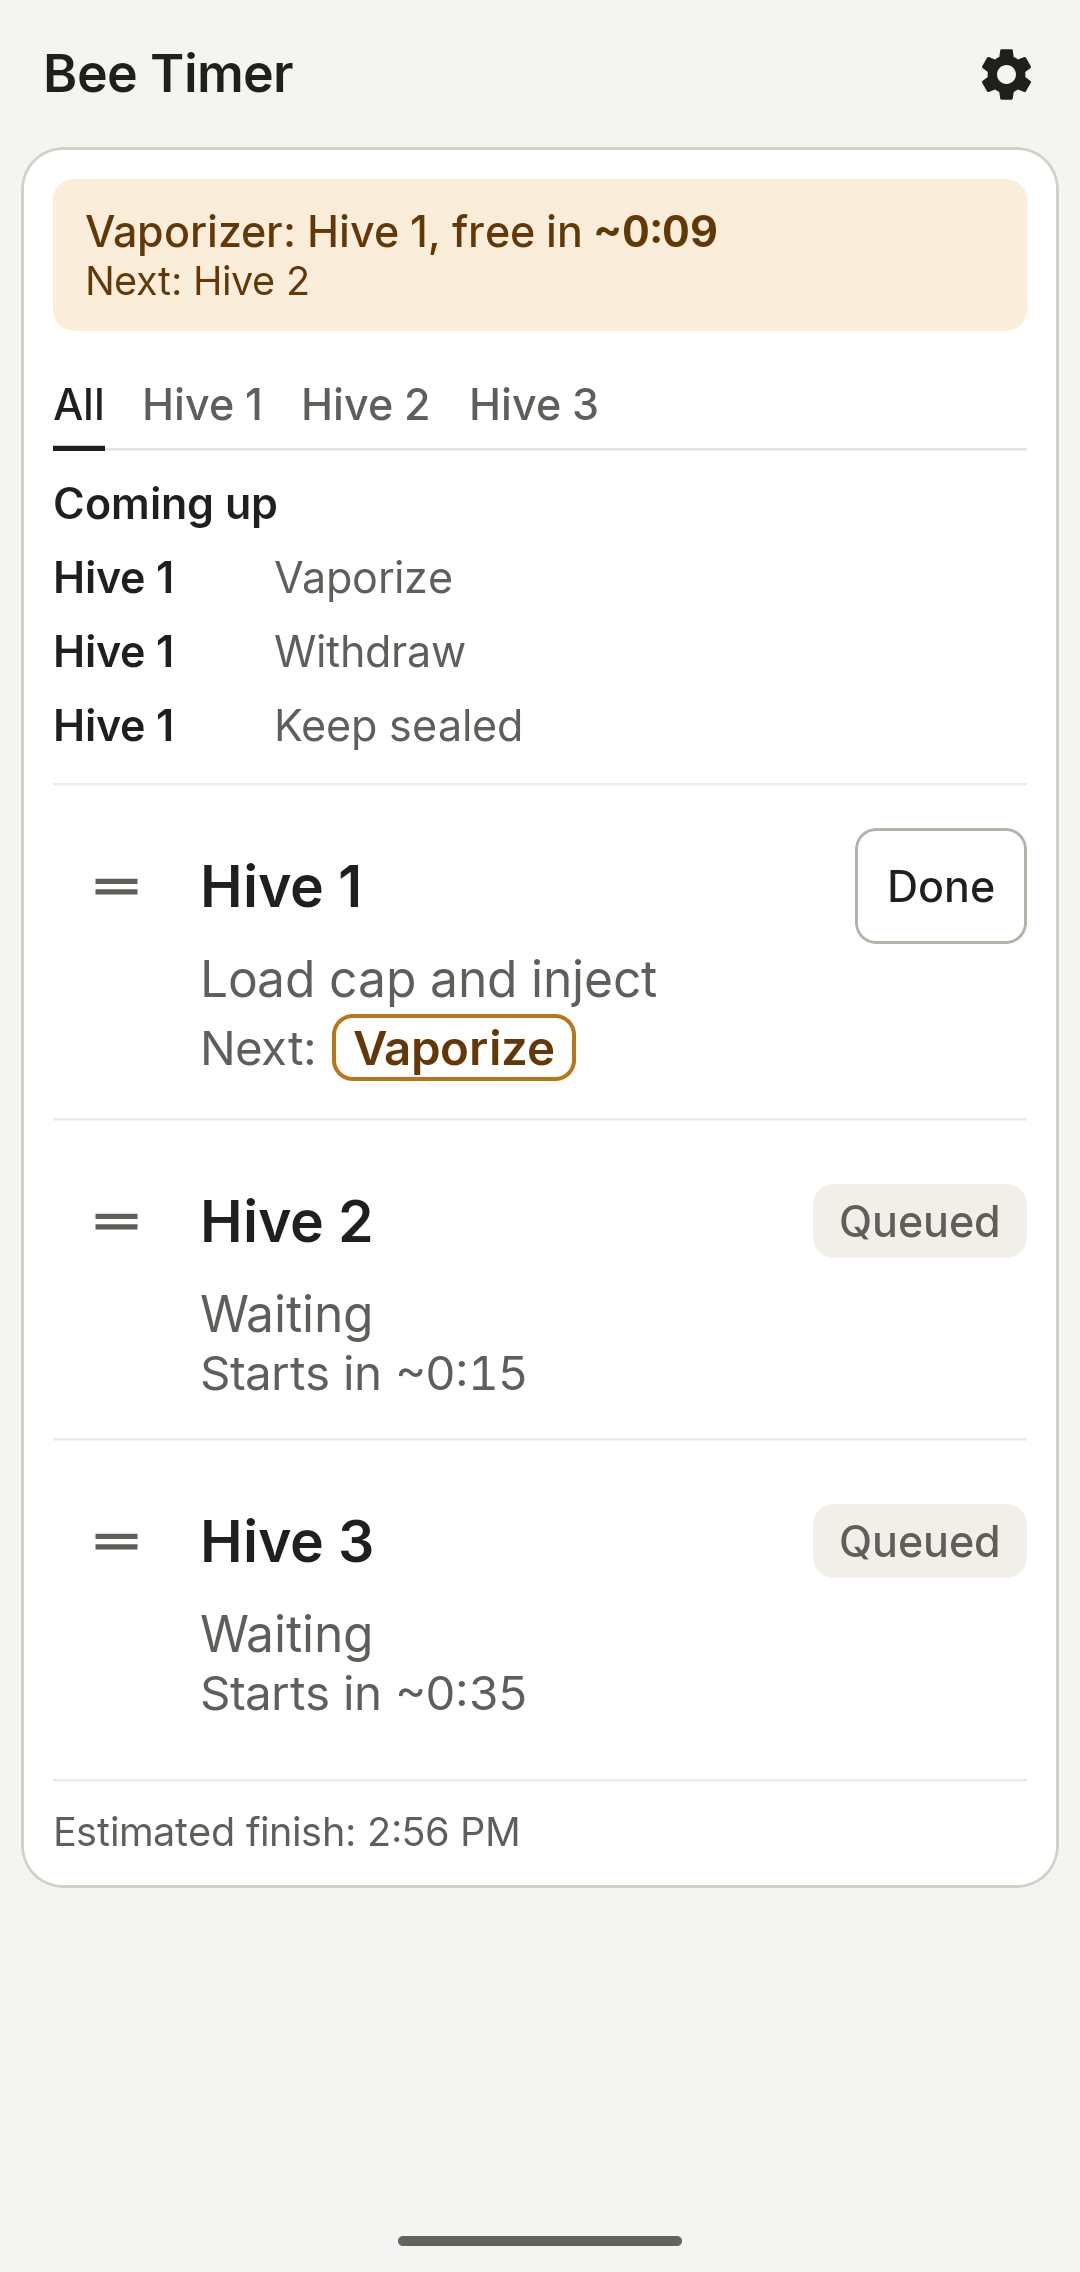 Bee Timer
Vaporizer: Hive 1, free in ~0:09
Next: Hive 2
All Hive 1 Hive 2 Hive 3
Coming up
Hive 1 Vaporize
Hive 1 Withdraw
Hive 1 Keep sealed
Hive 1 Done
Load cap and inject
Next: Vaporize
Hive 2 Queued
Waiting
Starts in ~0:15
Hive 3 Queued
Waiting
Starts in ~0:35
Estimated finish: 2:56 PM